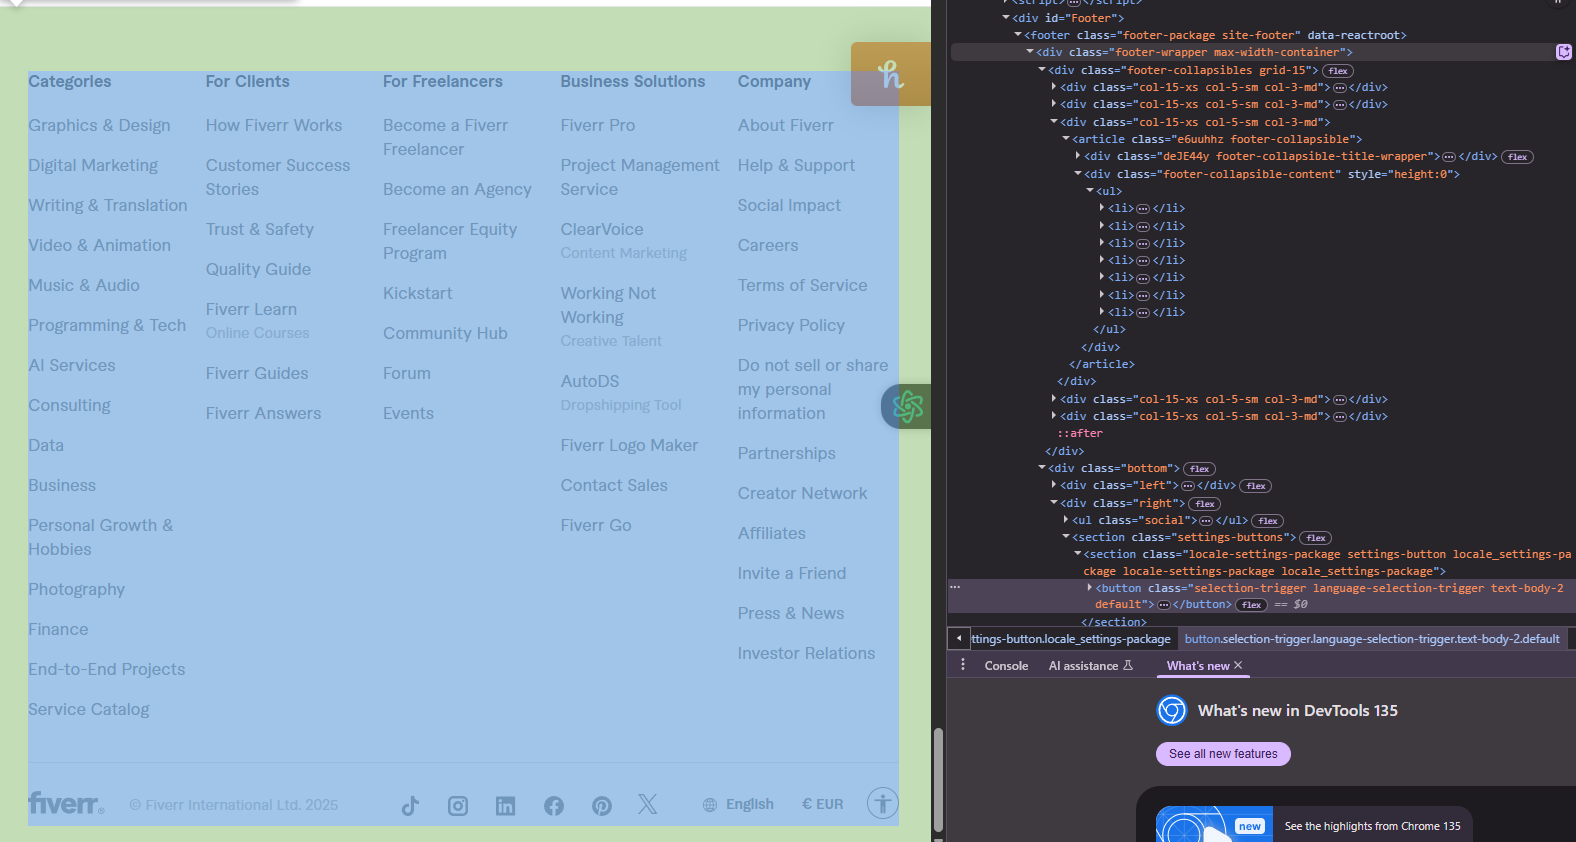 Categories
Graphics & Design
Digital Marketing
Writing & Translation
Video & Animation
Music & Audio
Programming & Tech
AI Services
Consulting
Data
Business
Personal Growth &
Hobbies
Photography
Finance
End-to-End Projects
Service Catalog
For Clients
How Fiverr Works
Customer Success
Stories
Trust & Safety
Quality Guide
Fiverr Learn
Online Courses
Fiverr Guides
Fiverr Answers
For Freelancers
Become a Fiverr
Freelancer
Become an Agency
Freelancer Equity
Program
Kickstart
Community Hub
Forum
Events
Business Solutions
Fiverr Pro
Project Management
Service
ClearVoice
Content Marketing
Working Not
Working
Creative Talent
AutoDS
Dropshipping Tool
Fiverr Logo Maker
Contact Sales
Fiverr Go
Company
About Fiverr
Help & Support
Social Impact
Careers
Terms of Service
Privacy Policy
Do not sell or share
my personal
information
Partnerships
Creator Network
Affiliates
Invite a Friend
Press & News
Investor Relations
h
fiverr.® © Fiverr International Ltd. 2025 English € EUR
<script>…</script>
<div id="Footer">
<footer class="footer-package site-footer" data-reactroot>
<div class="footer-wrapper max-width-container">
<div class="footer-collapsibles grid-15"> flex
<div class="col-15-xs col-5-sm col-3-md">…</div>
<div class="col-15-xs col-5-sm col-3-md">…</div>
<div class="col-15-xs col-5-sm col-3-md">
<article class="e6uuhhz footer-collapsible">
<div class="deJE44y footer-collapsible-title-wrapper">…</div> flex
<div class="footer-collapsible-content" style="height:0">
<ul>
<li>…</li>
<li>…</li>
<li>…</li>
<li>…</li>
<li>…</li>
<li>…</li>
<li>…</li>
</ul>
</div>
</article>
</div>
<div class="col-15-xs col-5-sm col-3-md">…</div>
<div class="col-15-xs col-5-sm col-3-md">…</div>
::after
</div>
<div class="bottom"> flex
<div class="left">…</div> flex
<div class="right"> flex
<ul class="social">…</ul> flex
<section class="settings-buttons"> flex
<section class="locale-settings-package settings-button locale_settings-pa
ckage locale-settings-package locale_settings-package">
… <button class="selection-trigger language-selection-trigger text-body-2
default">…</button> flex == $0
</section>
ttings-button.locale_settings-package button.selection-trigger.language-selection-trigger.text-body-2.default
Console AI assistance What's new ×
What's new in DevTools 135
See all new features
new See the highlights from Chrome 135